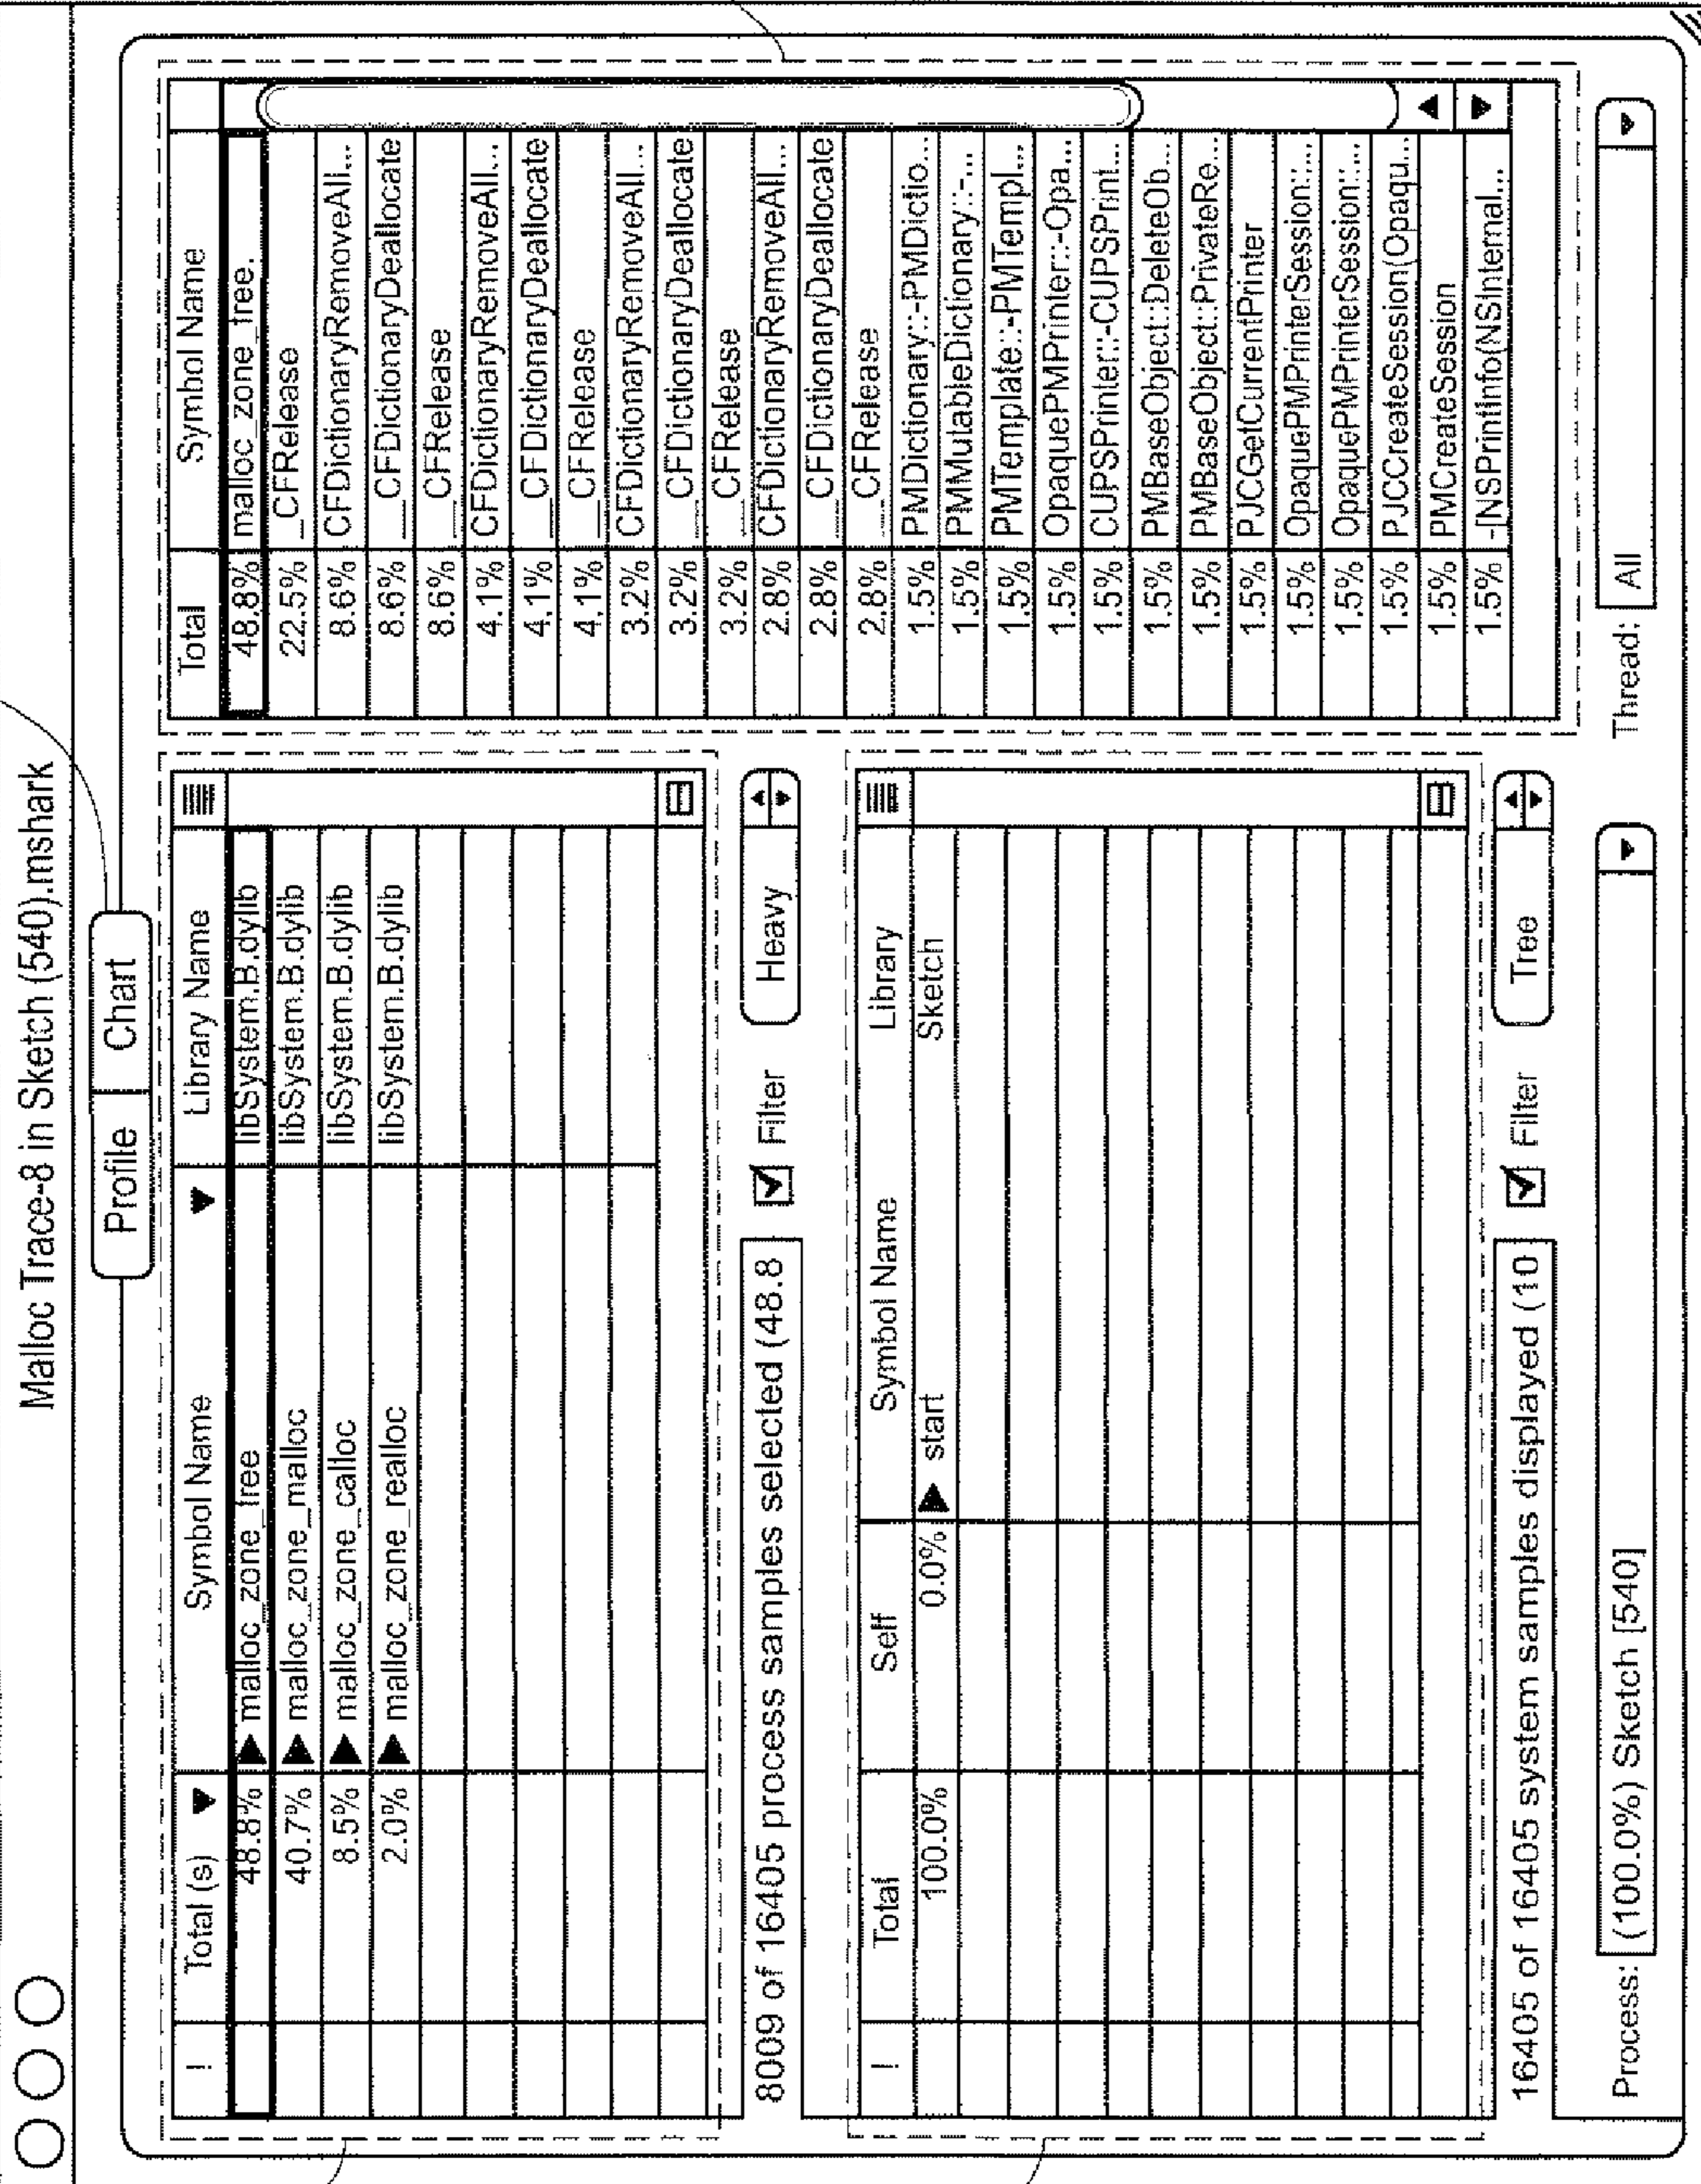 Malloc Trace-8 in Sketch (540).mshark
Profile Chart
! Total (s) Symbol Name Library Name
48.8% malloc_zone_free libSystem.B.dylib
40.7% malloc_zone_malloc libSystem.B.dylib
8.5% malloc_zone_calloc libSystem.B.dylib
2.0% malloc_zone_realloc libSystem.B.dylib
8009 of 16405 process samples selected (48.8 Filter Heavy
! Total Self Symbol Name Library
100.0% 0.0% start Sketch
16405 of 16405 system samples displayed (10 Filter Tree
Total Symbol Name
48.8% malloc_zone_free.
22.5% _CFRelease
8.6% CFDictionaryRemoveAll...
8.6% __CFDictionaryDeallocate
8.6% __CFRelease
4.1% CFDictionaryRemoveAll...
4.1% __CFDictionaryDeallocate
4.1% __CFRelease
3.2% CFDictionaryRemoveAll...
3.2% __CFDictionaryDeallocate
3.2% __CFRelease
2.8% CFDictionaryRemoveAll...
2.8% __CFDictionaryDeallocate
2.8% __CFRelease
1.5% PMDictionary::-PMDictio...
1.5% PMMutableDictionary::-...
1.5% PMTemplate::-PMTempl...
1.5% OpaquePMPrinter::-Opa...
1.5% CUPSPrinter::-CUPSPrint...
1.5% PMBaseObject::DeleteOb...
1.5% PMBaseObject::PrivateRe...
1.5% PJCGetCurrentPrinter
1.5% OpaquePMPrinterSession::...
1.5% OpaquePMPrinterSession::...
1.5% PJCCreateSession(Opaqu...
1.5% PMCreateSession
1.5% -[NSPrintInfo(NSInternal...
Process: (100.0%) Sketch [540] Thread: All